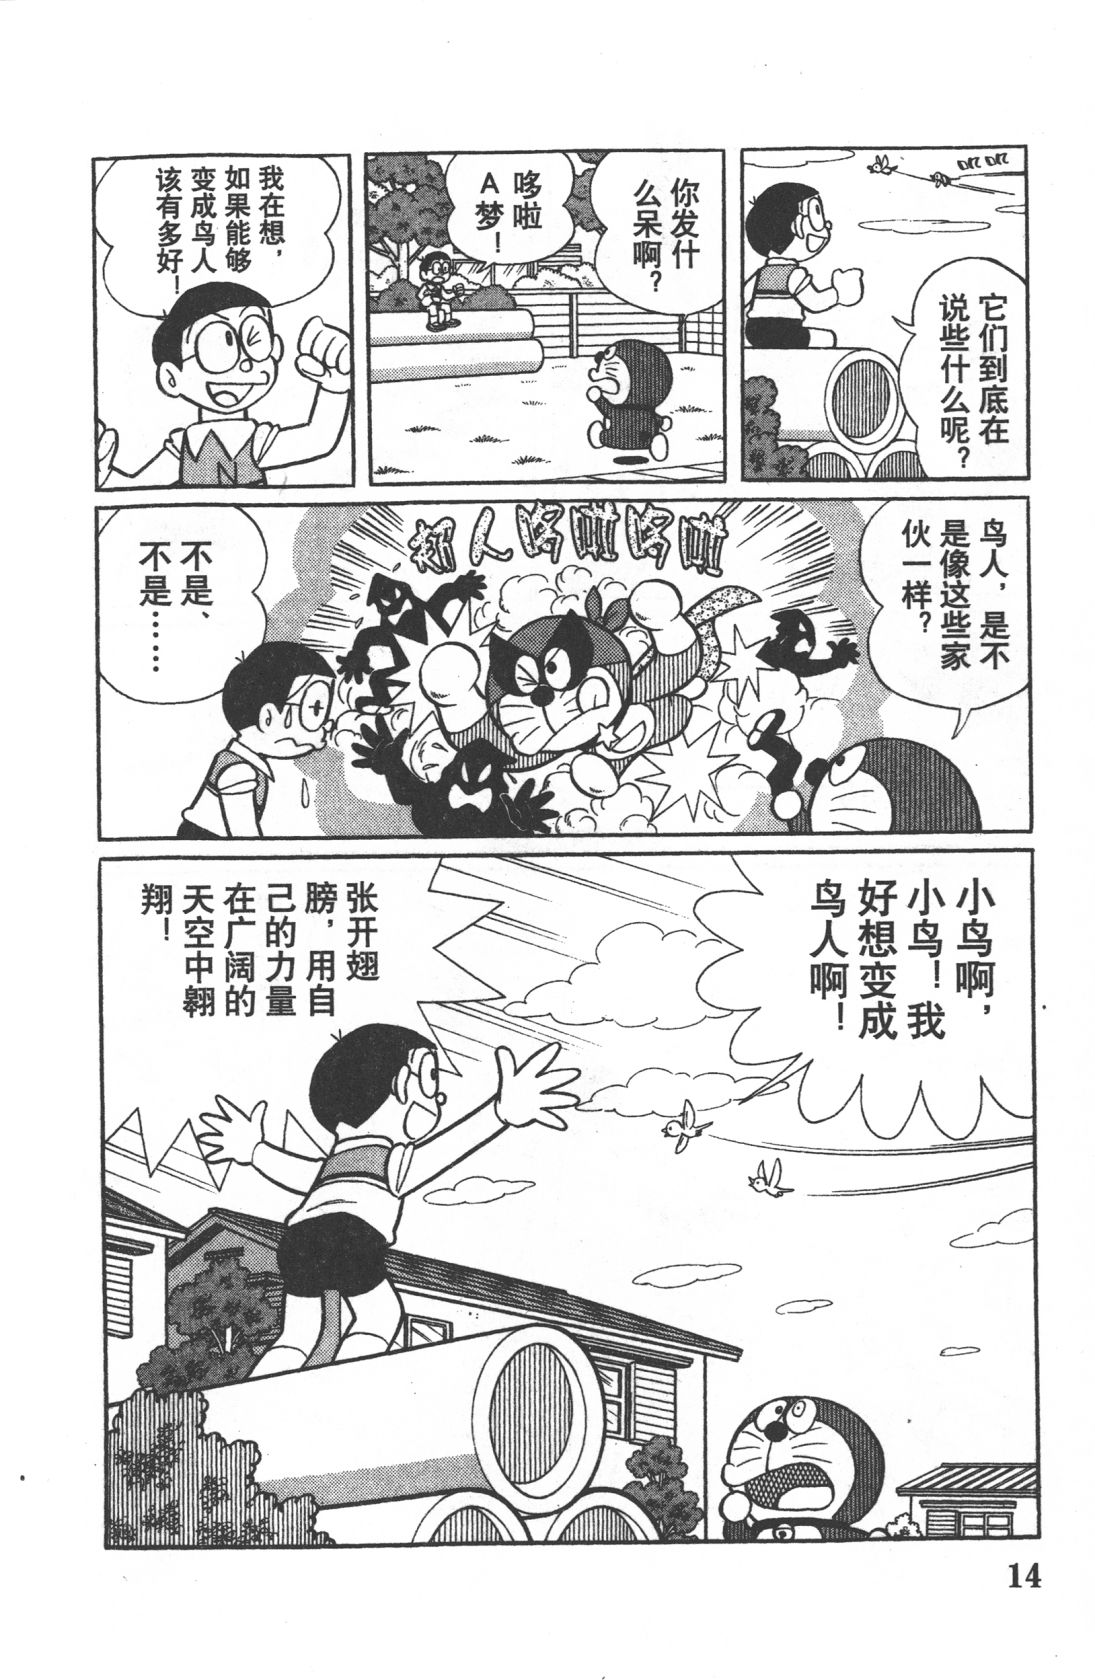 它们到底在
说些什么呢?
你发什
么呆啊?
哆啦
A梦!
我在想,
如果能够
变成鸟人
该有多好!
N
鸟人,是不
是像这些家
伙一样?
超人哆啦哆啦
不是、
不是……
小鸟啊,
小鸟!我
好想变成
鸟人啊!
张开翅
膀,用自
己的力量
在广阔的
天空中翱
翔!
14